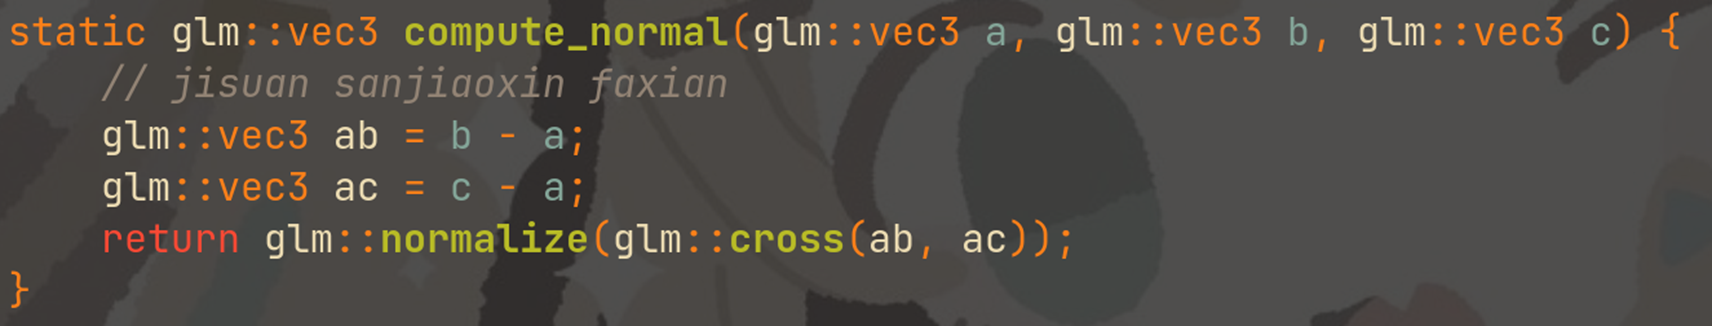 static glm::vec3 compute_normal(glm::vec3 a, glm::vec3 b, glm::vec3 c) {
    // jisuan sanjiaoxin faxian
    glm::vec3 ab = b - a;
    glm::vec3 ac = c - a;
    return glm::normalize(glm::cross(ab, ac));
}